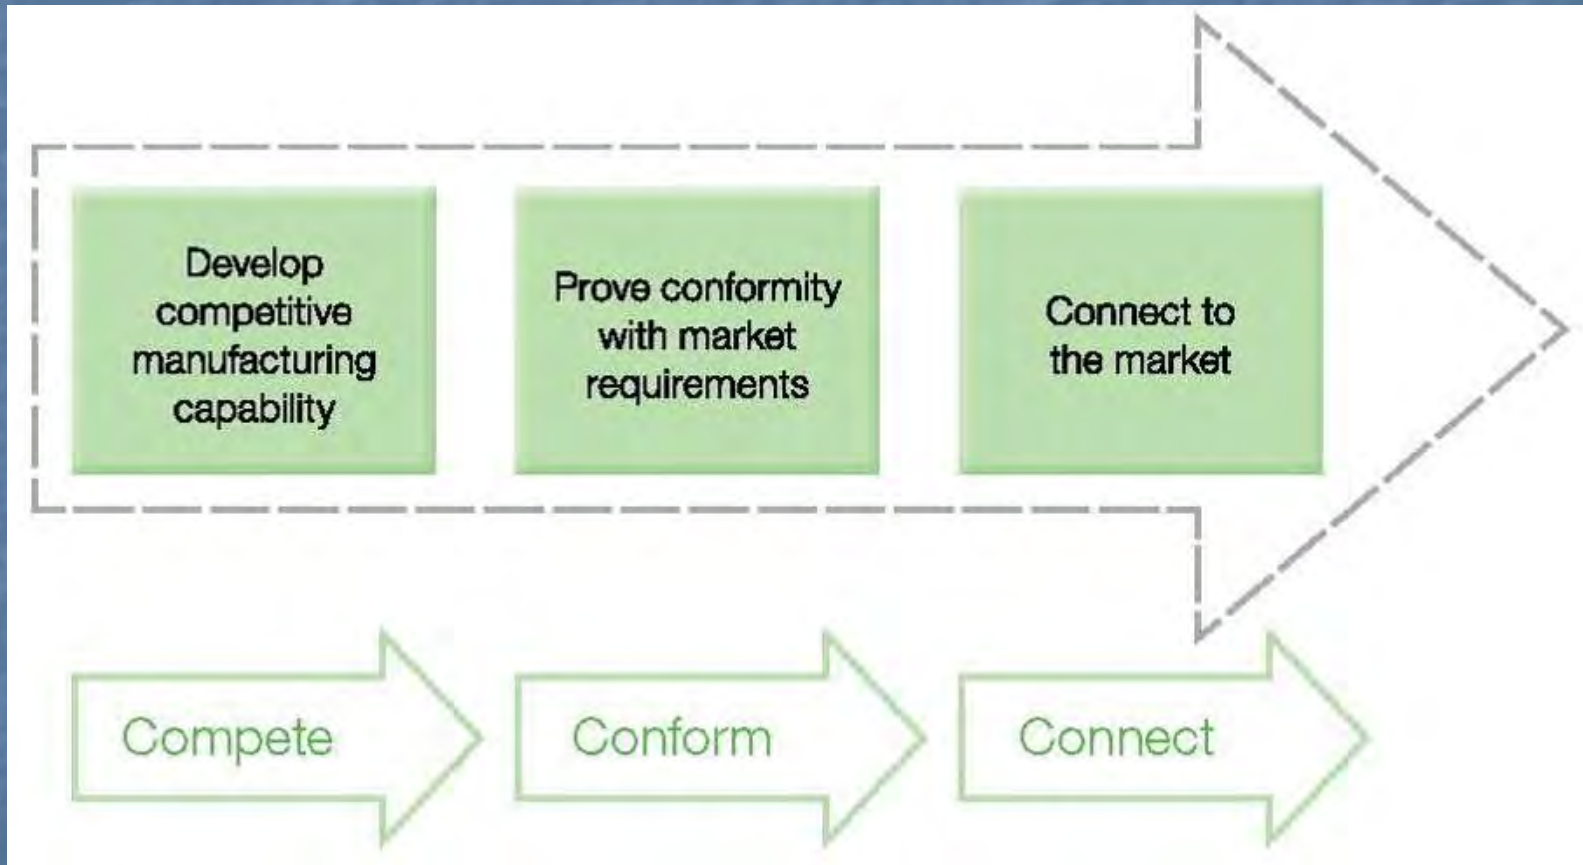 Develop
competitive
manufacturing
capability
Prove conformity
with market
requirements
Connect to
the market
Compete
Conform
Connect